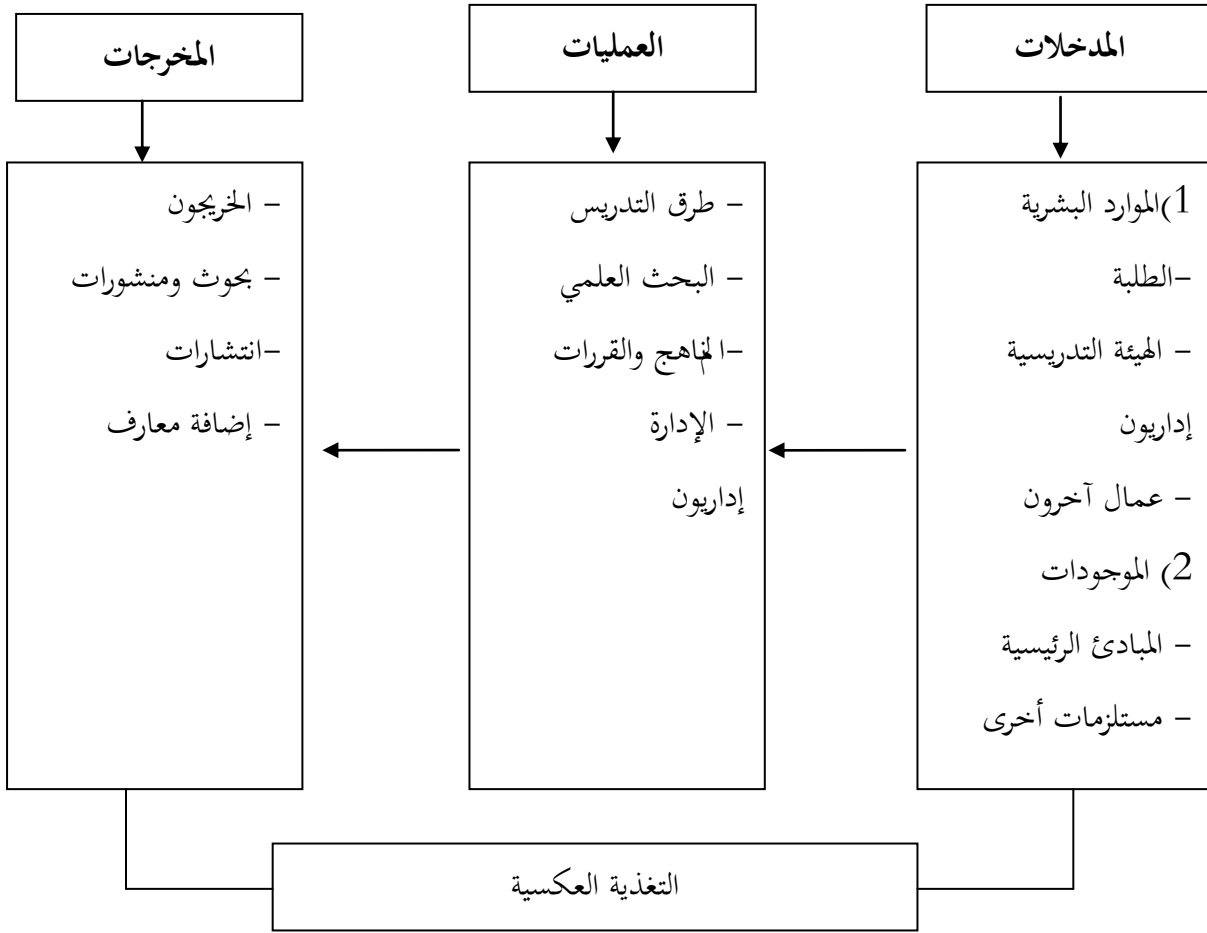 المدخلات
العمليات
المخرجات
1)الموارد البشرية
-الطلبة
- الهيئة التدريسية
إداريون
- عمال آخرون
2) الموجودات
- المبادئ الرئيسية
- مستلزمات أخرى
- طرق التدريس
- البحث العلمي
والقررات
- الإدارة
إداريون
- الخريجون
- بحوث ومنشورات
-انتشارات
- إضافة معارف
التغذية العكسية